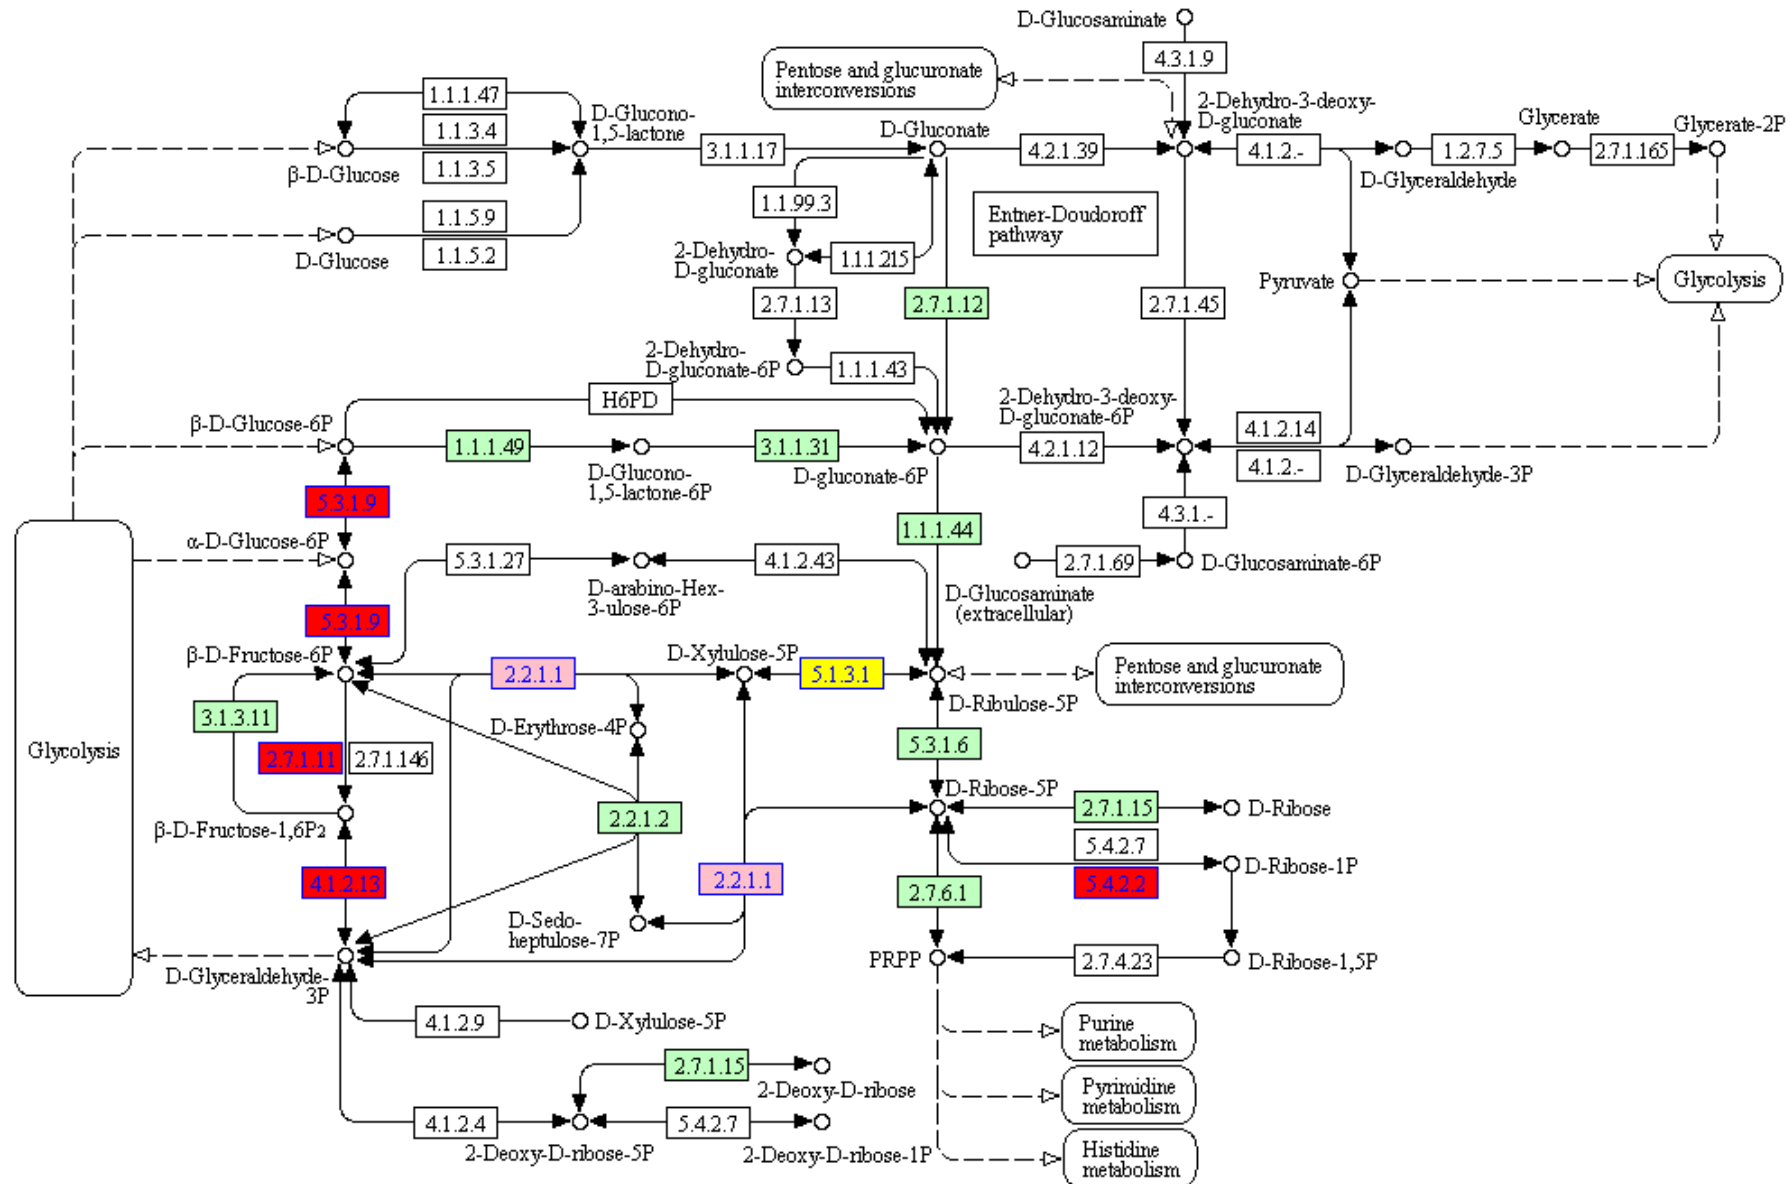 D-Glucosaminate
4.3.1.9
Pentose and glucuronate
interconversions
1.1.1.47
D-Glucono-
1,5-lactone
1.1.3.4
2-Dehydro-3-deoxy-
D-gluconate
Glycerate
Glycerate-2P
D-Gluconate
3.1.1.17
4.2.1.39
4.1.2.-
1.2.7.5
2.7.1.165
β-D-Glucose
1.1.3.5
D-Glyceraldehyde
1.1.99.3
Entner-Doudoroff
pathway
1.1.5.9
D-Glucose
1.1.5.2
2-Dehydro-
D-gluconate
1.1.1.215
Pyruvate
Glycolysis
2.7.1.13
2.7.1.12
2.7.1.45
2-Dehydro-
D-gluconate-6P
1.1.1.43
H6PD
2-Dehydro-3-deoxy-
D-gluconate-6P
β-D-Glucose-6P
1.1.1.49
3.1.1.31
4.2.1.12
4.1.2.14
4.1.2.-
D-Glucono-
1,5-lactone-6P
D-gluconate-6P
D-Glyceraldehyde-3P
5.3.1.9
4.3.1.-
1.1.1.44
α-D-Glucose-6P
5.3.1.27
4.1.2.43
2.7.1.69
D-Glucosaminate-6P
D-arabino-Hex-
3-ulose-6P
D-Glucosaminate
(extracellular)
5.3.1.9
β-D-Fructose-6P
2.2.1.1
D-Xylulose-5P
5.1.3.1
Pentose and glucuronate
interconversions
D-Ribulose-5P
3.1.3.11
D-Erythrose-4P
5.3.1.6
Glycolysis
2.7.1.11
2.7.1.146
D-Ribose-5P
2.7.1.15
D-Ribose
β-D-Fructose-1,6P2
2.2.1.2
5.4.2.7
D-Ribose-1P
4.1.2.13
2.2.1.1
2.7.6.1
5.4.2.2
D-Sedo-
heptulose-7P
D-Glyceraldehyde-
3P
PRPP
2.7.4.23
D-Ribose-1,5P
4.1.2.9
D-Xylulose-5P
Purine
metabolism
2.7.1.15
2-Deoxy-D-ribose
Pyrimidine
metabolism
4.1.2.4
5.4.2.7
2-Deoxy-D-ribose-5P
2-Deoxy-D-ribose-1P
Histidine
metabolism